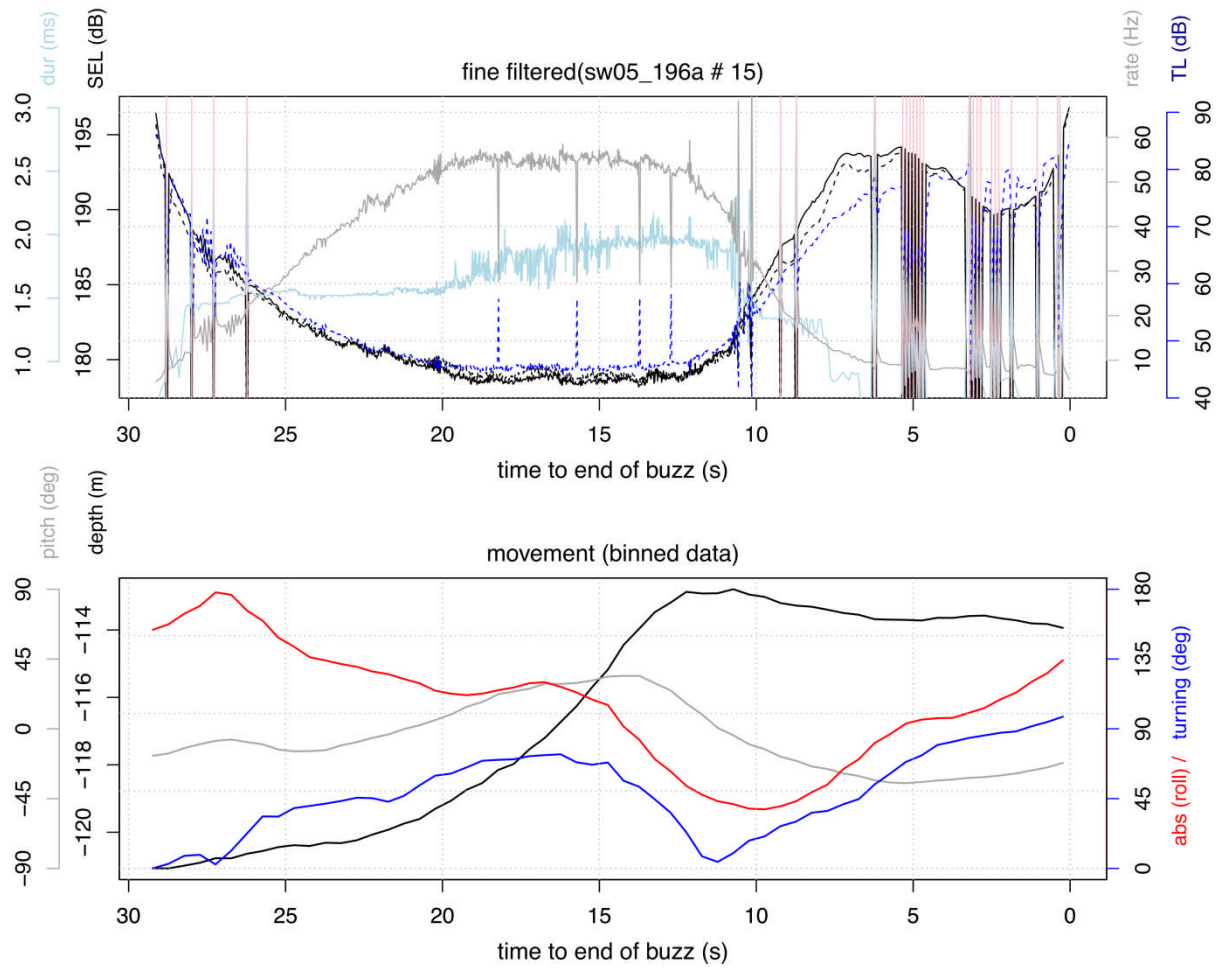 dur (ms)
SEL (dB)
fine filtered(sw05_196a # 15)
rate (Hz)
TL (dB)
3.0
2.5
2.0
1.5
1.0
195
190
185
180
60
50
40
30
20
10
90
80
70
60
50
40
30 25 20 15 10 5 0
time to end of buzz (s)
pitch (deg)
depth (m)
movement (binned data)
abs (roll) / turning (deg)
90
45
0
−45
−90
−114
−116
−118
−120
180
135
90
45
0
30 25 20 15 10 5 0
time to end of buzz (s)